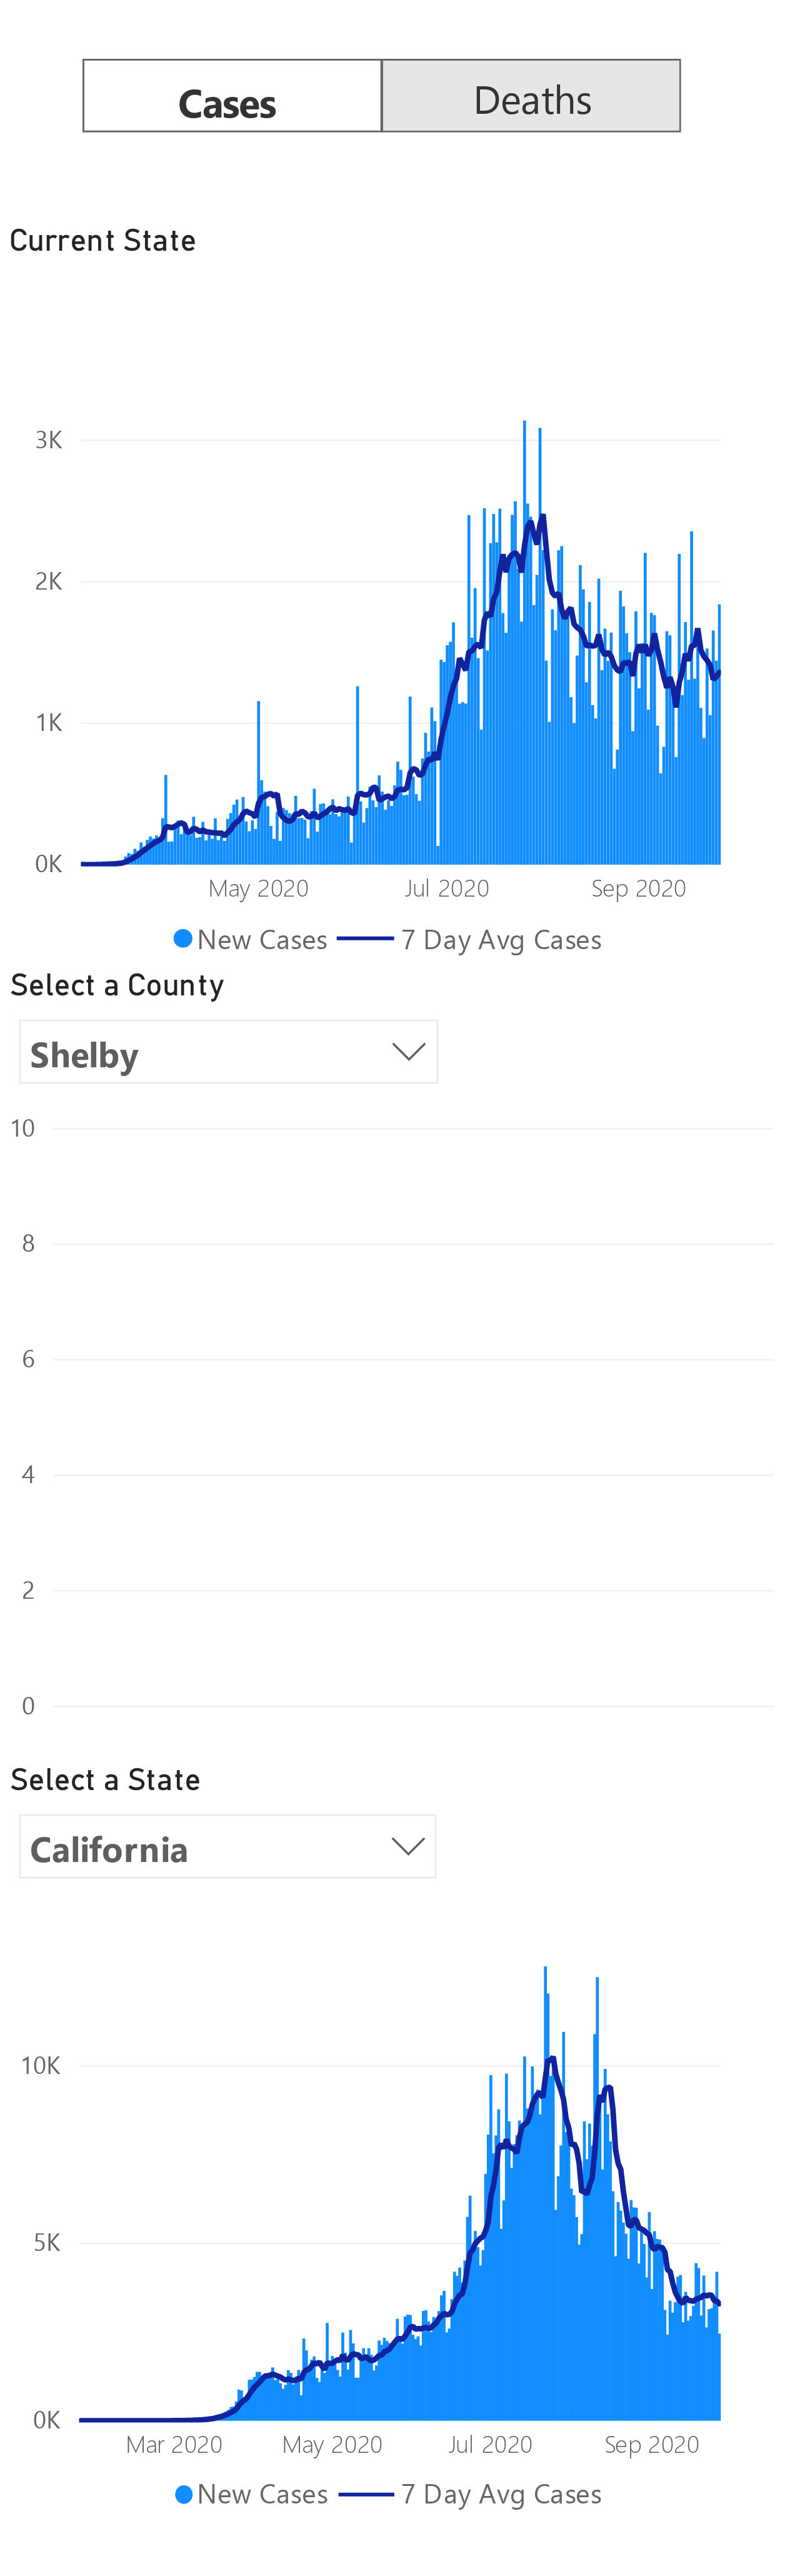 Cases Deaths
Current State
3K
2K
1K
0K
May 2020 Jul 2020 Sep 2020
New Cases 7 Day Avg Cases
Select a County
Shelby
10
8
6
4
2
0
Select a State
California
10K
5K
0K
Mar 2020 May 2020 Jul 2020 Sep 2020
New Cases 7 Day Avg Cases